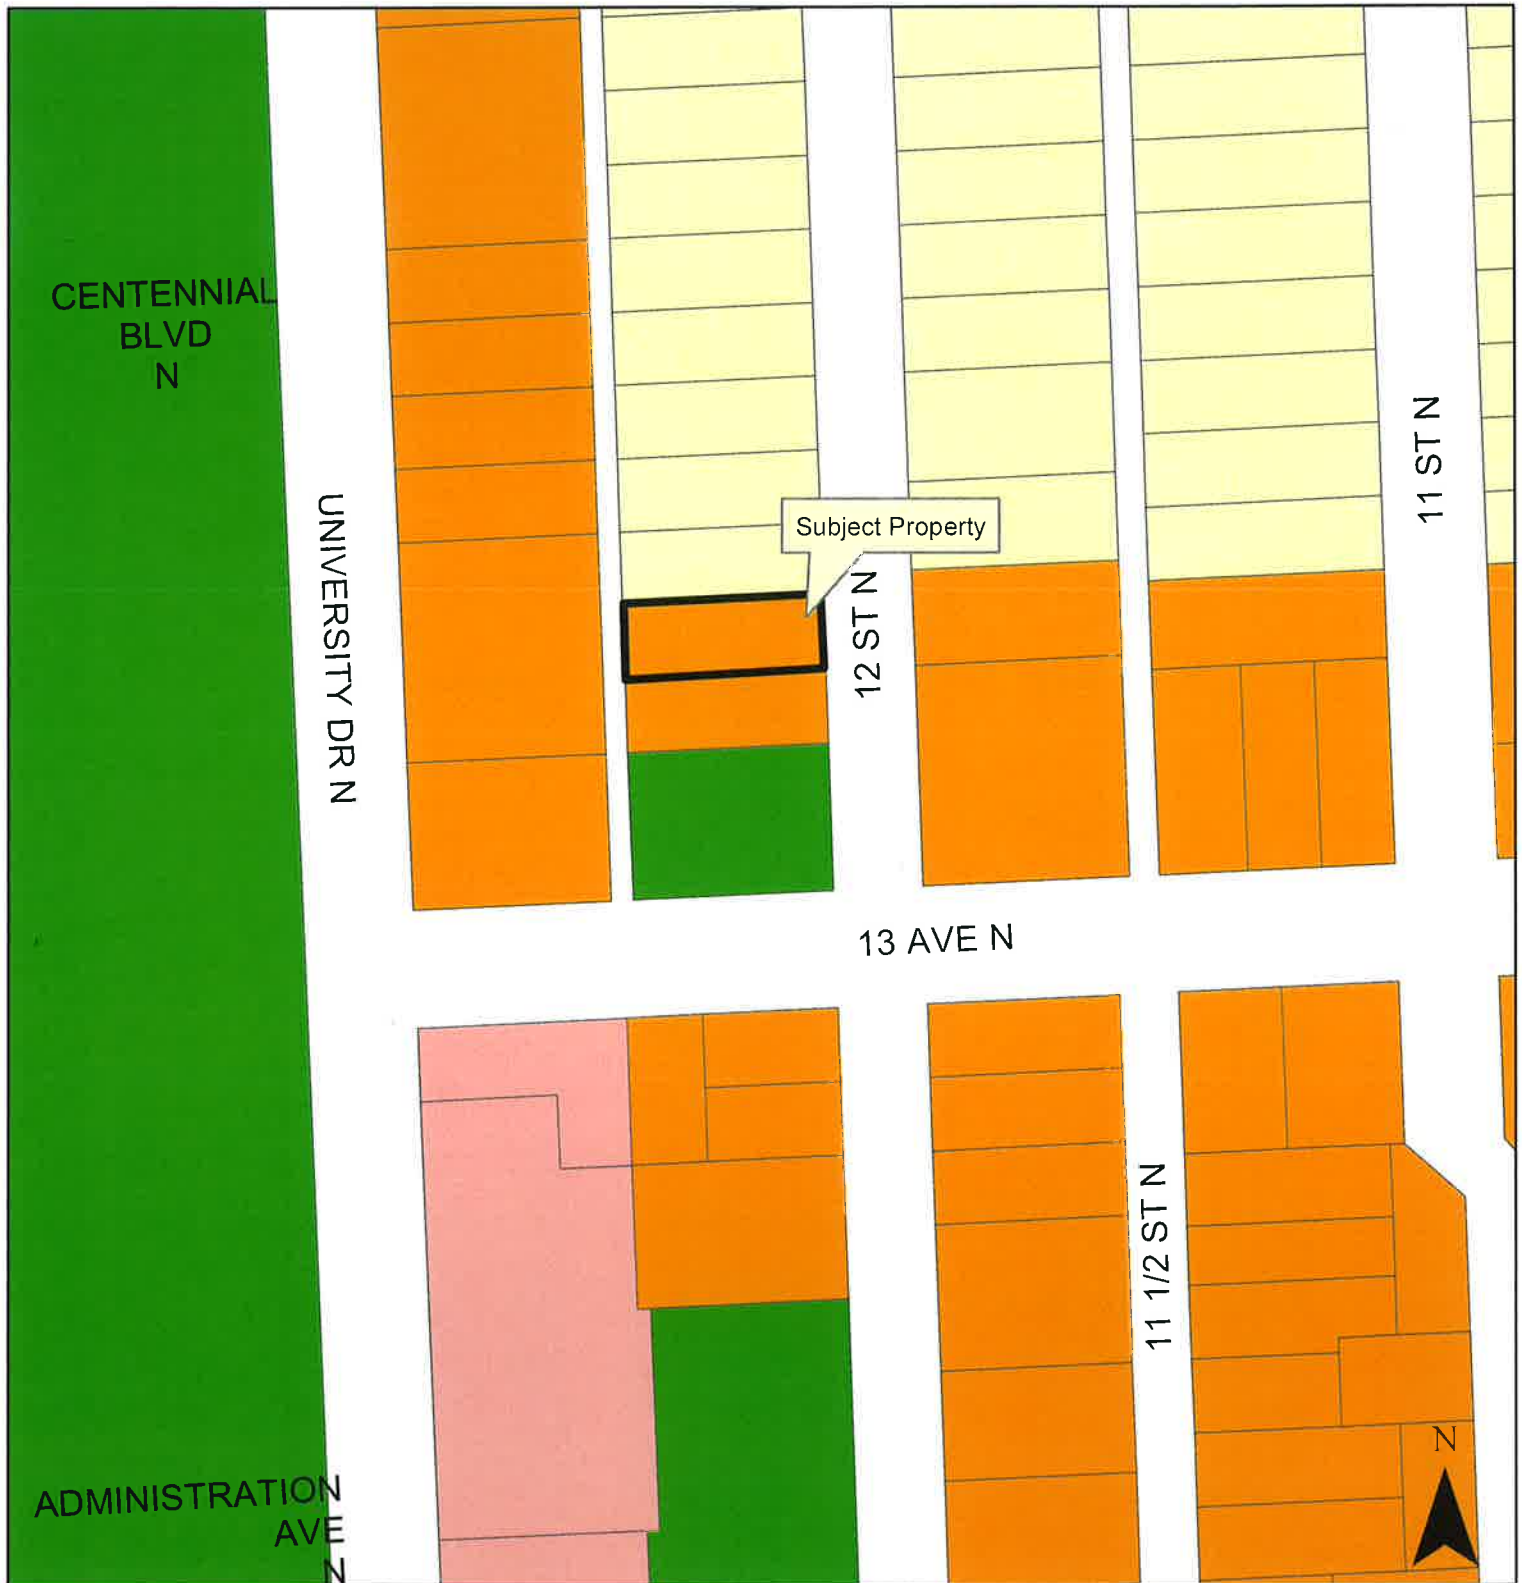 CENTENNIAL
BLVD
N
UNIVERSITY DR N
Subject Property
12 ST N
11 ST N
13 AVE N
11 1/2 ST N
ADMINISTRATION
AVE
N
N